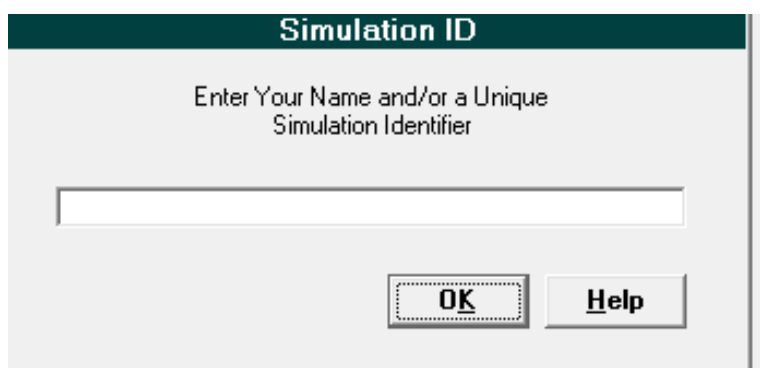 Simulation ID
Enter Your Name and/or a Unique
Simulation Identifier
OK Help